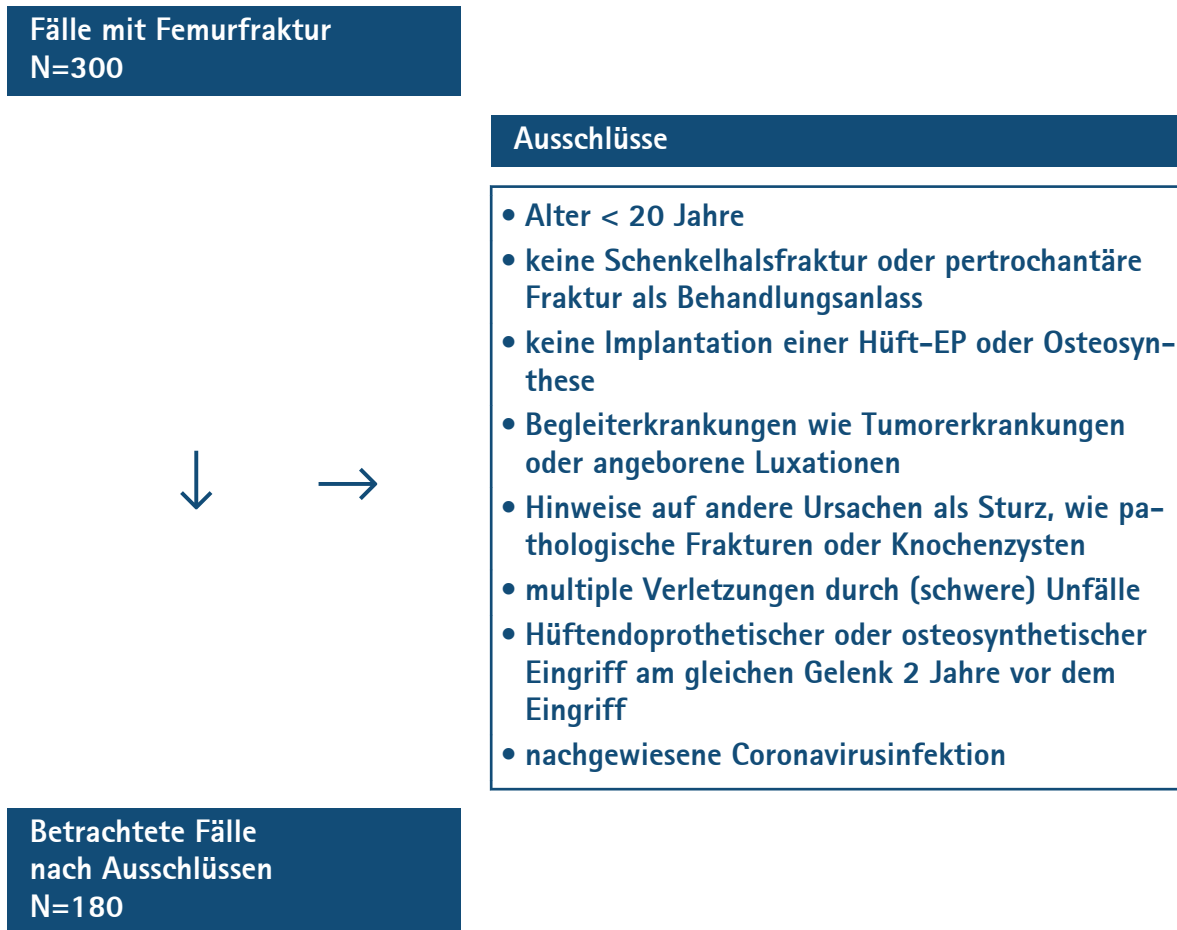 Fälle mit Femurfraktur
N=300
Ausschlüsse
• Alter < 20 Jahre
• keine Schenkelhalsfraktur oder pertrochantäre
Fraktur als Behandlungsanlass
• keine Implantation einer Hüft-EP oder Osteosyn-
these
• Begleiterkrankungen wie Tumorerkrankungen
oder angeborene Luxationen
• Hinweise auf andere Ursachen als Sturz, wie pa-
thologische Frakturen oder Knochenzysten
• multiple Verletzungen durch (schwere) Unfälle
• Hüftendoprothetischer oder osteosynthetischer
Eingriff am gleichen Gelenk 2 Jahre vor dem
Eingriff
• nachgewiesene Coronavirusinfektion
Betrachtete Fälle
nach Ausschlüssen
N=180